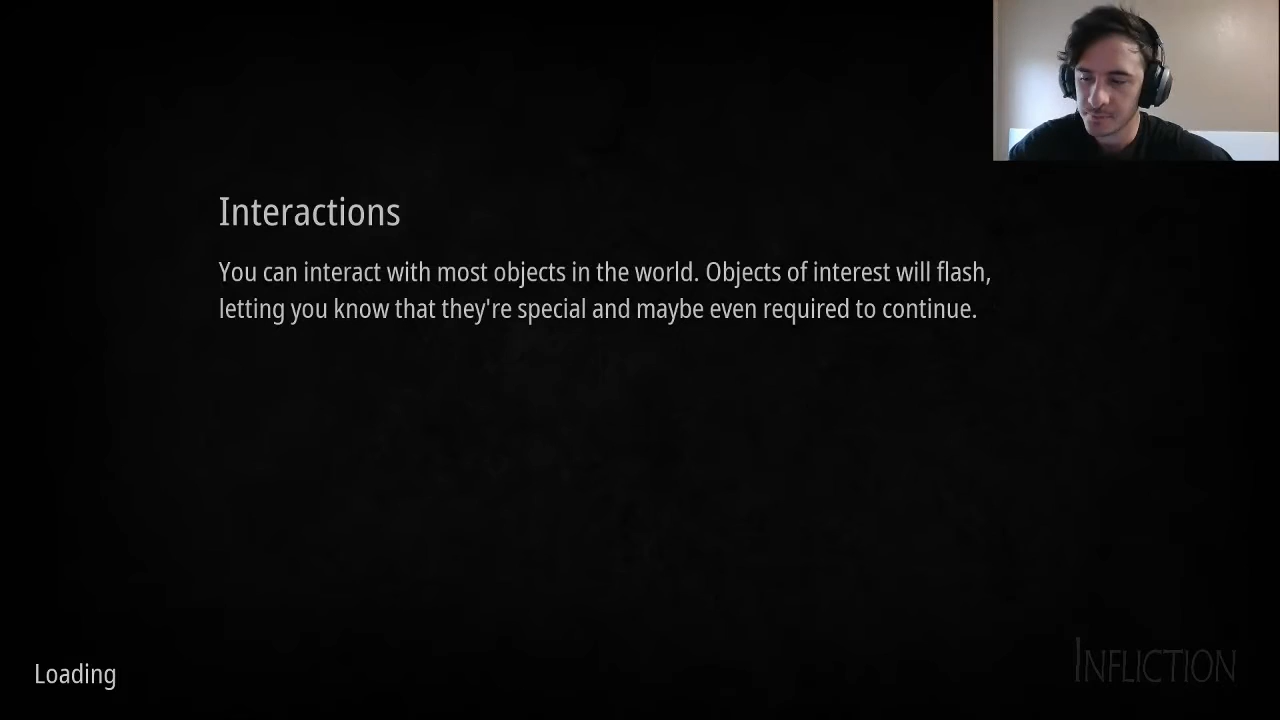 Interactions
You can interact with most objects in the world. Objects of interest will flash,
letting you know that they're special and maybe even required to continue.
Loading
INFLICTION